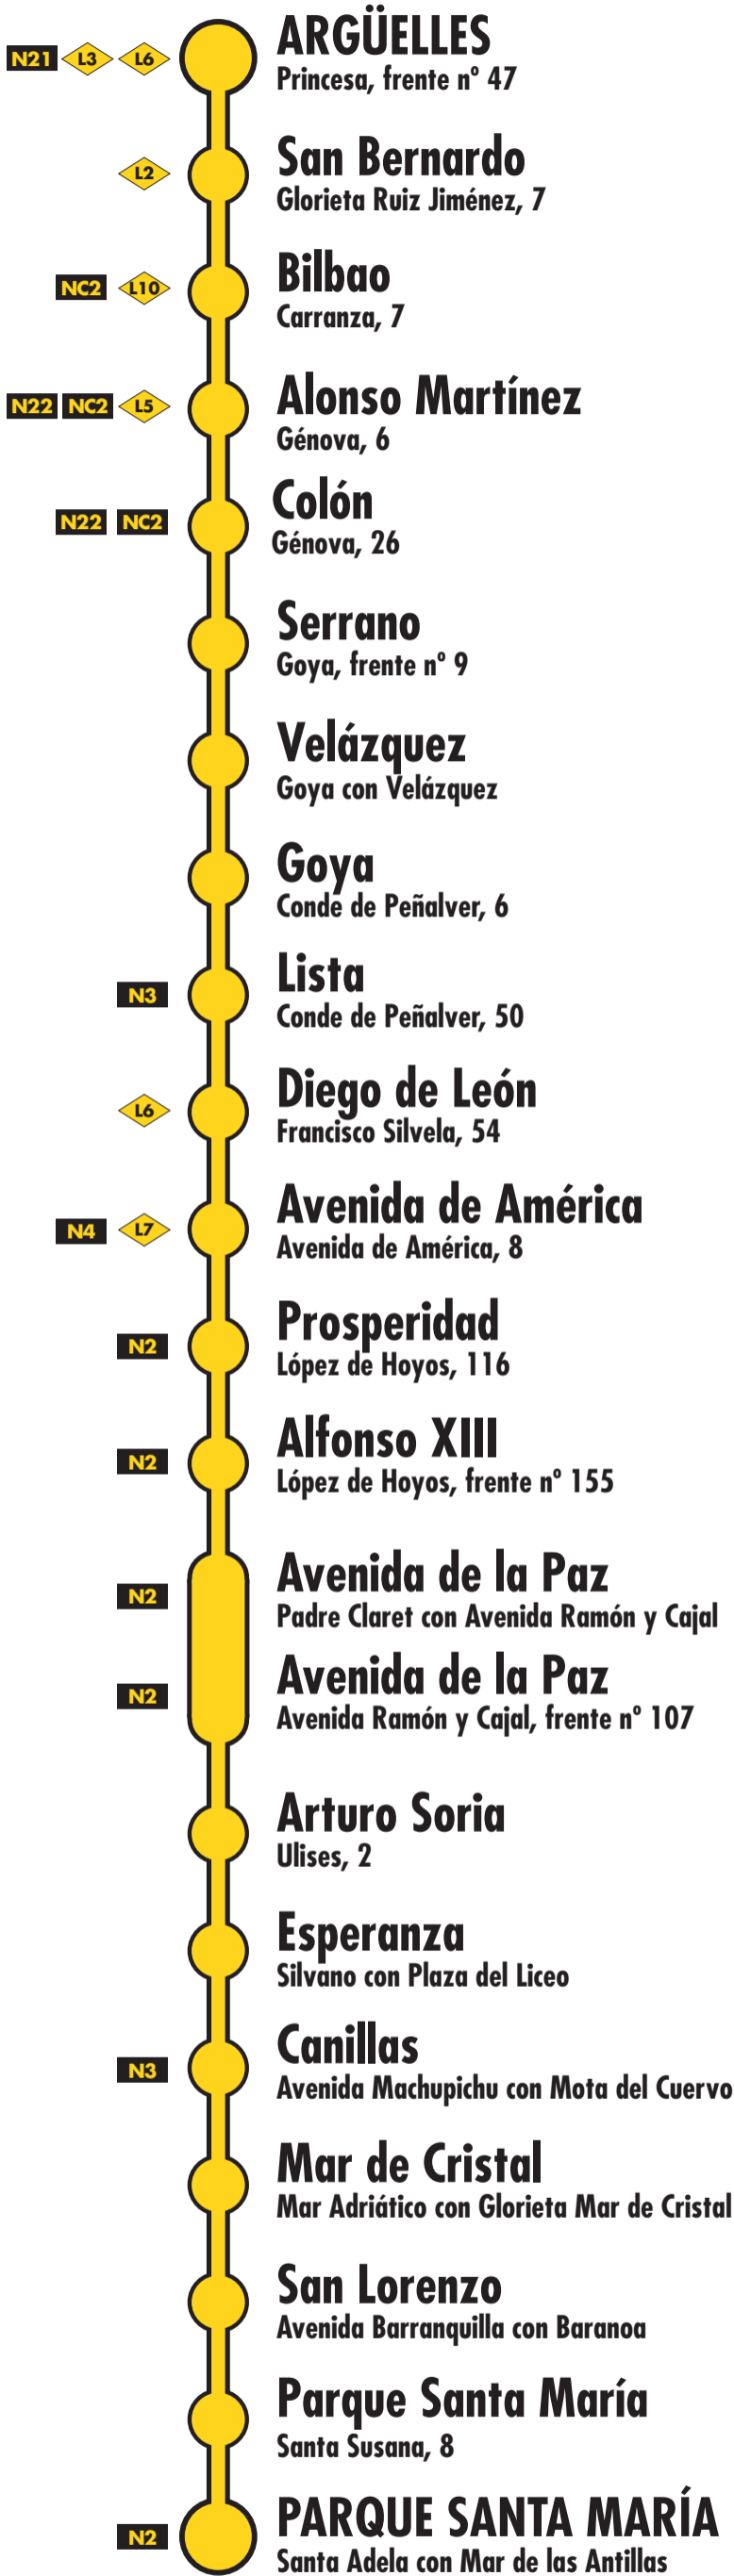 N21 L3 L6 ARGÜELLES
Princesa, frente nº 47
L2 San Bernardo
Glorieta Ruiz Jiménez, 7
NC2 L10 Bilbao
Carranza, 7
N22 NC2 L5 Alonso Martínez
Génova, 6
N22 NC2 Colón
Génova, 26
Serrano
Goya, frente nº 9
Velázquez
Goya con Velázquez
Goya
Conde de Peñalver, 6
N3 Lista
Conde de Peñalver, 50
L6 Diego de León
Francisco Silvela, 54
N4 L7 Avenida de América
Avenida de América, 8
N2 Prosperidad
López de Hoyos, 116
N2 Alfonso XIII
López de Hoyos, frente nº 155
N2 Avenida de la Paz
Padre Claret con Avenida Ramón y Cajal
N2 Avenida de la Paz
Avenida Ramón y Cajal, frente nº 107
Arturo Soria
Ulises, 2
Esperanza
Silvano con Plaza del Liceo
N3 Canillas
Avenida Machupichu con Mota del Cuervo
Mar de Cristal
Mar Adriático con Glorieta Mar de Cristal
San Lorenzo
Avenida Barranquilla con Baranoa
Parque Santa María
Santa Susana, 8
N2 PARQUE SANTA MARÍA
Santa Adela con Mar de las Antillas